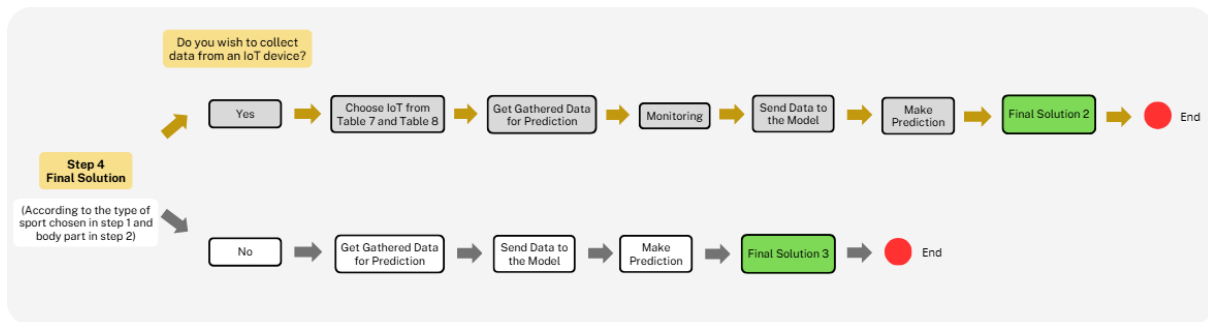 Do you wish to collect
data from an IoT device?
Yes
Choose IoT from
Table 7 and Table 8
Get Gathered Data
for Prediction
Monitoring
Send Data to
the Model
Make
Prediction
Final Solution 2
End
Step 4
Final Solution
(According to the type of
sport chosen in step 1 and
body part in step 2)
No
Get Gathered Data
for Prediction
Send Data to
the Model
Make
Prediction
Final Solution 3
End